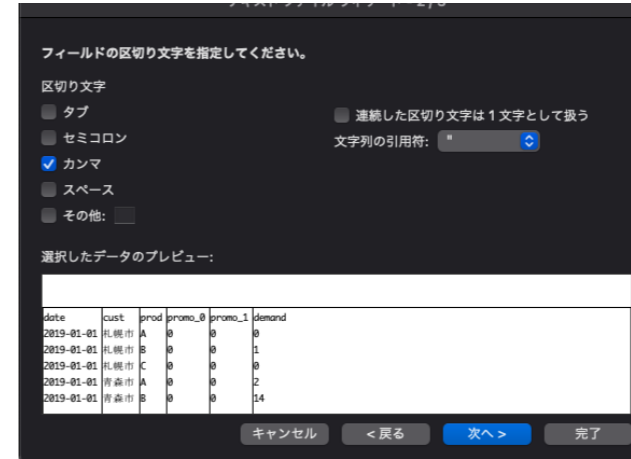 フィールドの区切り文字を指定してください。
区切り文字
タブ
連続した区切り文字は1文字として扱う
セミコロン
文字列の引用符: "
カンマ
スペース
その他:
選択したデータのプレビュー:
date cust prod promo_0 promo_1 demand
2019-01-01 札幌市 A 0 0 0
2019-01-01 札幌市 B 0 0 1
2019-01-01 札幌市 C 0 0 0
2019-01-01 青森市 A 0 0 2
2019-01-01 青森市 B 0 0 14
キャンセル < 戻る 次へ > 完了